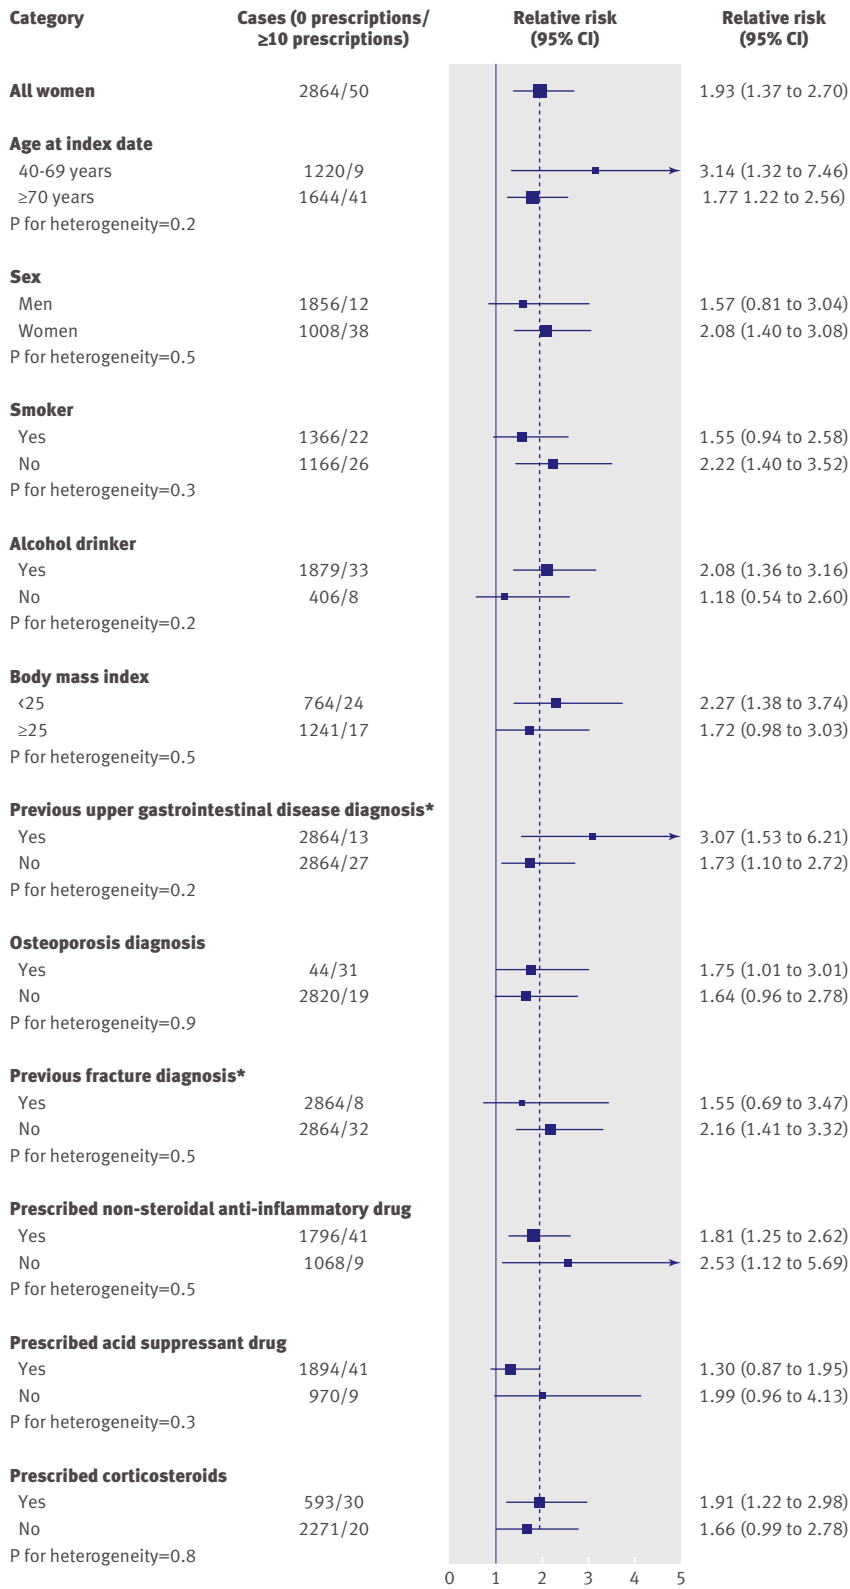 Category Cases (0 prescriptions/ Relative risk Relative risk
≥10 prescriptions) (95% CI) (95% CI)
All women 2864/50 1.93 (1.37 to 2.70)
Age at index date
40-69 years 1220/9 3.14 (1.32 to 7.46)
≥70 years 1644/41 1.77 1.22 to 2.56)
P for heterogeneity=0.2
Sex
Men 1856/12 1.57 (0.81 to 3.04)
Women 1008/38 2.08 (1.40 to 3.08)
P for heterogeneity=0.5
Smoker
Yes 1366/22 1.55 (0.94 to 2.58)
No 1166/26 2.22 (1.40 to 3.52)
P for heterogeneity=0.3
Alcohol drinker
Yes 1879/33 2.08 (1.36 to 3.16)
No 406/8 1.18 (0.54 to 2.60)
P for heterogeneity=0.2
Body mass index
<25 764/24 2.27 (1.38 to 3.74)
≥25 1241/17 1.72 (0.98 to 3.03)
P for heterogeneity=0.5
Previous upper gastrointestinal disease diagnosis*
Yes 2864/13 3.07 (1.53 to 6.21)
No 2864/27 1.73 (1.10 to 2.72)
P for heterogeneity=0.2
Osteoporosis diagnosis
Yes 44/31 1.75 (1.01 to 3.01)
No 2820/19 1.64 (0.96 to 2.78)
P for heterogeneity=0.9
Previous fracture diagnosis*
Yes 2864/8 1.55 (0.69 to 3.47)
No 2864/32 2.16 (1.41 to 3.32)
P for heterogeneity=0.5
Prescribed non-steroidal anti-inflammatory drug
Yes 1796/41 1.81 (1.25 to 2.62)
No 1068/9 2.53 (1.12 to 5.69)
P for heterogeneity=0.5
Prescribed acid suppressant drug
Yes 1894/41 1.30 (0.87 to 1.95)
No 970/9 1.99 (0.96 to 4.13)
P for heterogeneity=0.3
Prescribed corticosteroids
Yes 593/30 1.91 (1.22 to 2.98)
No 2271/20 1.66 (0.99 to 2.78)
P for heterogeneity=0.8
0 1 2 3 4 5